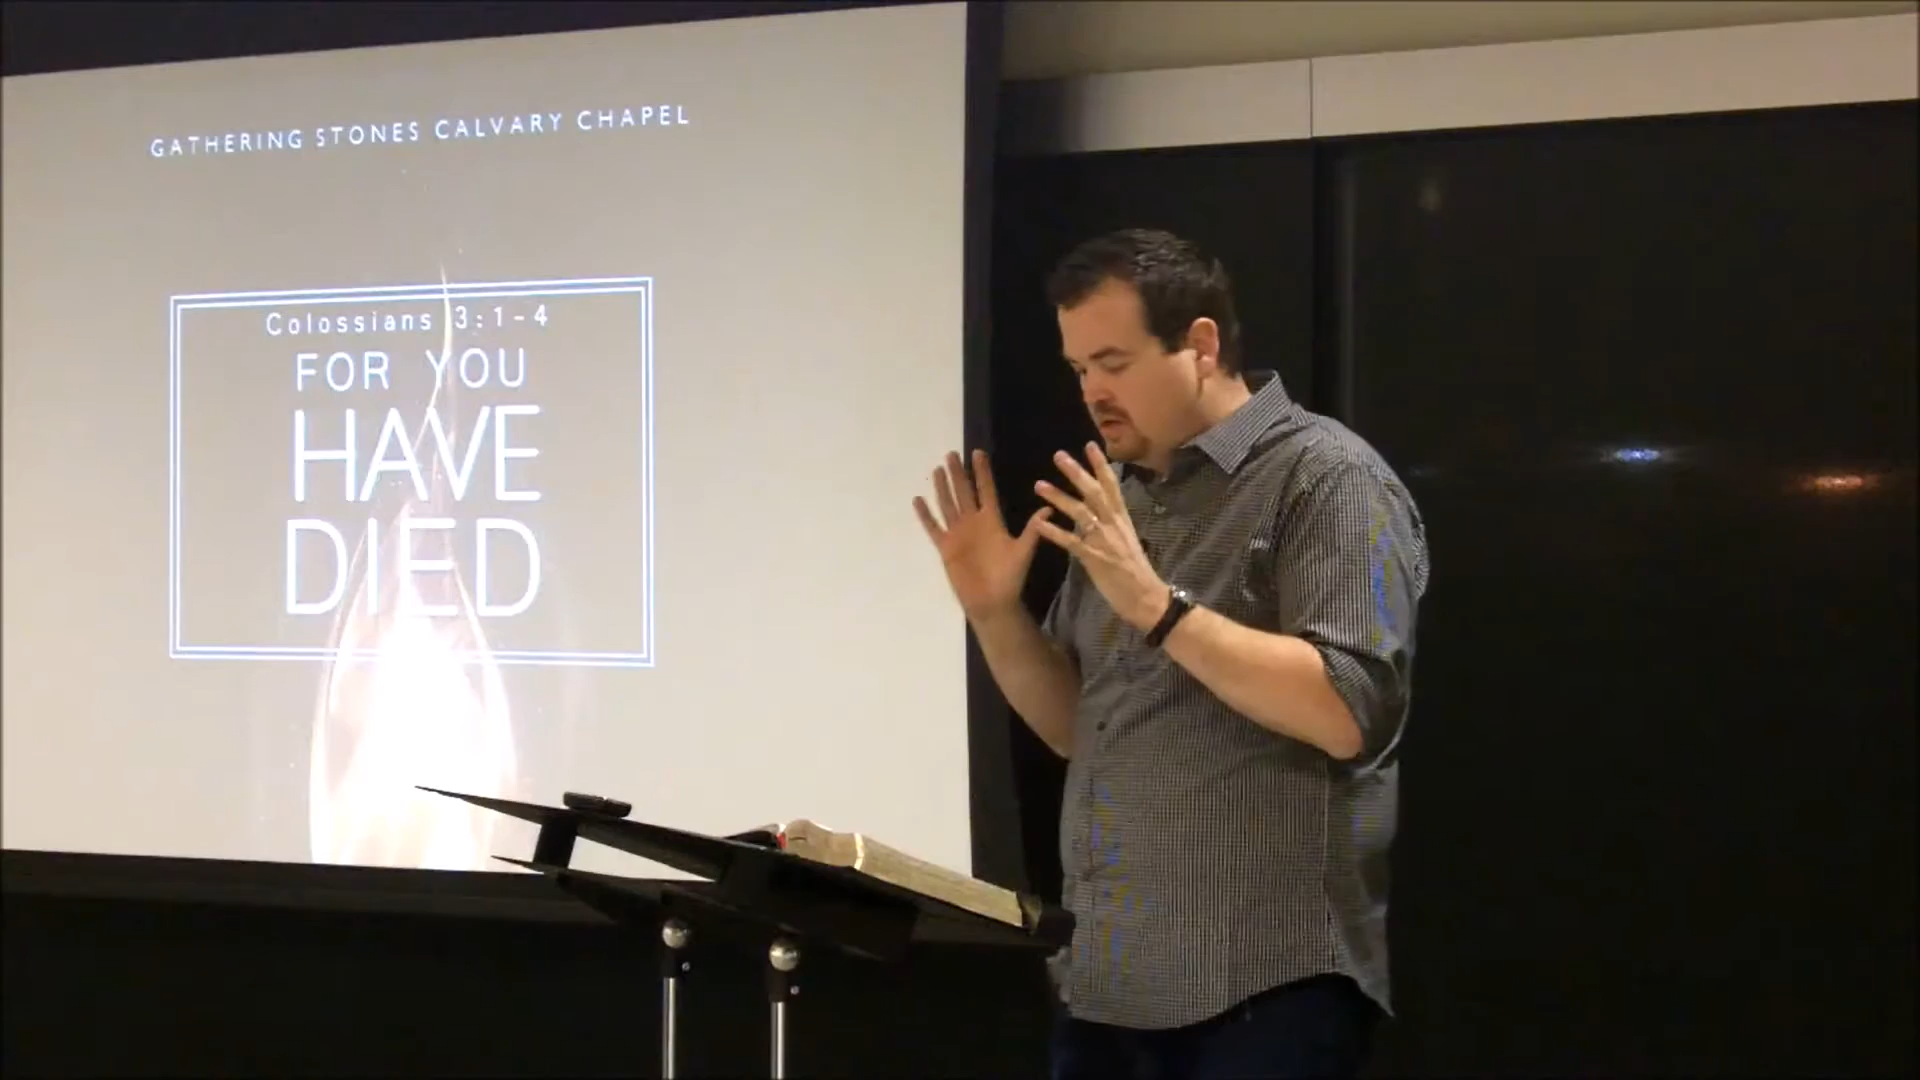 GATHERING STONES CALVARY CHAPEL
Colossians 3:1-4
FOR YOU
HAVE
DIED